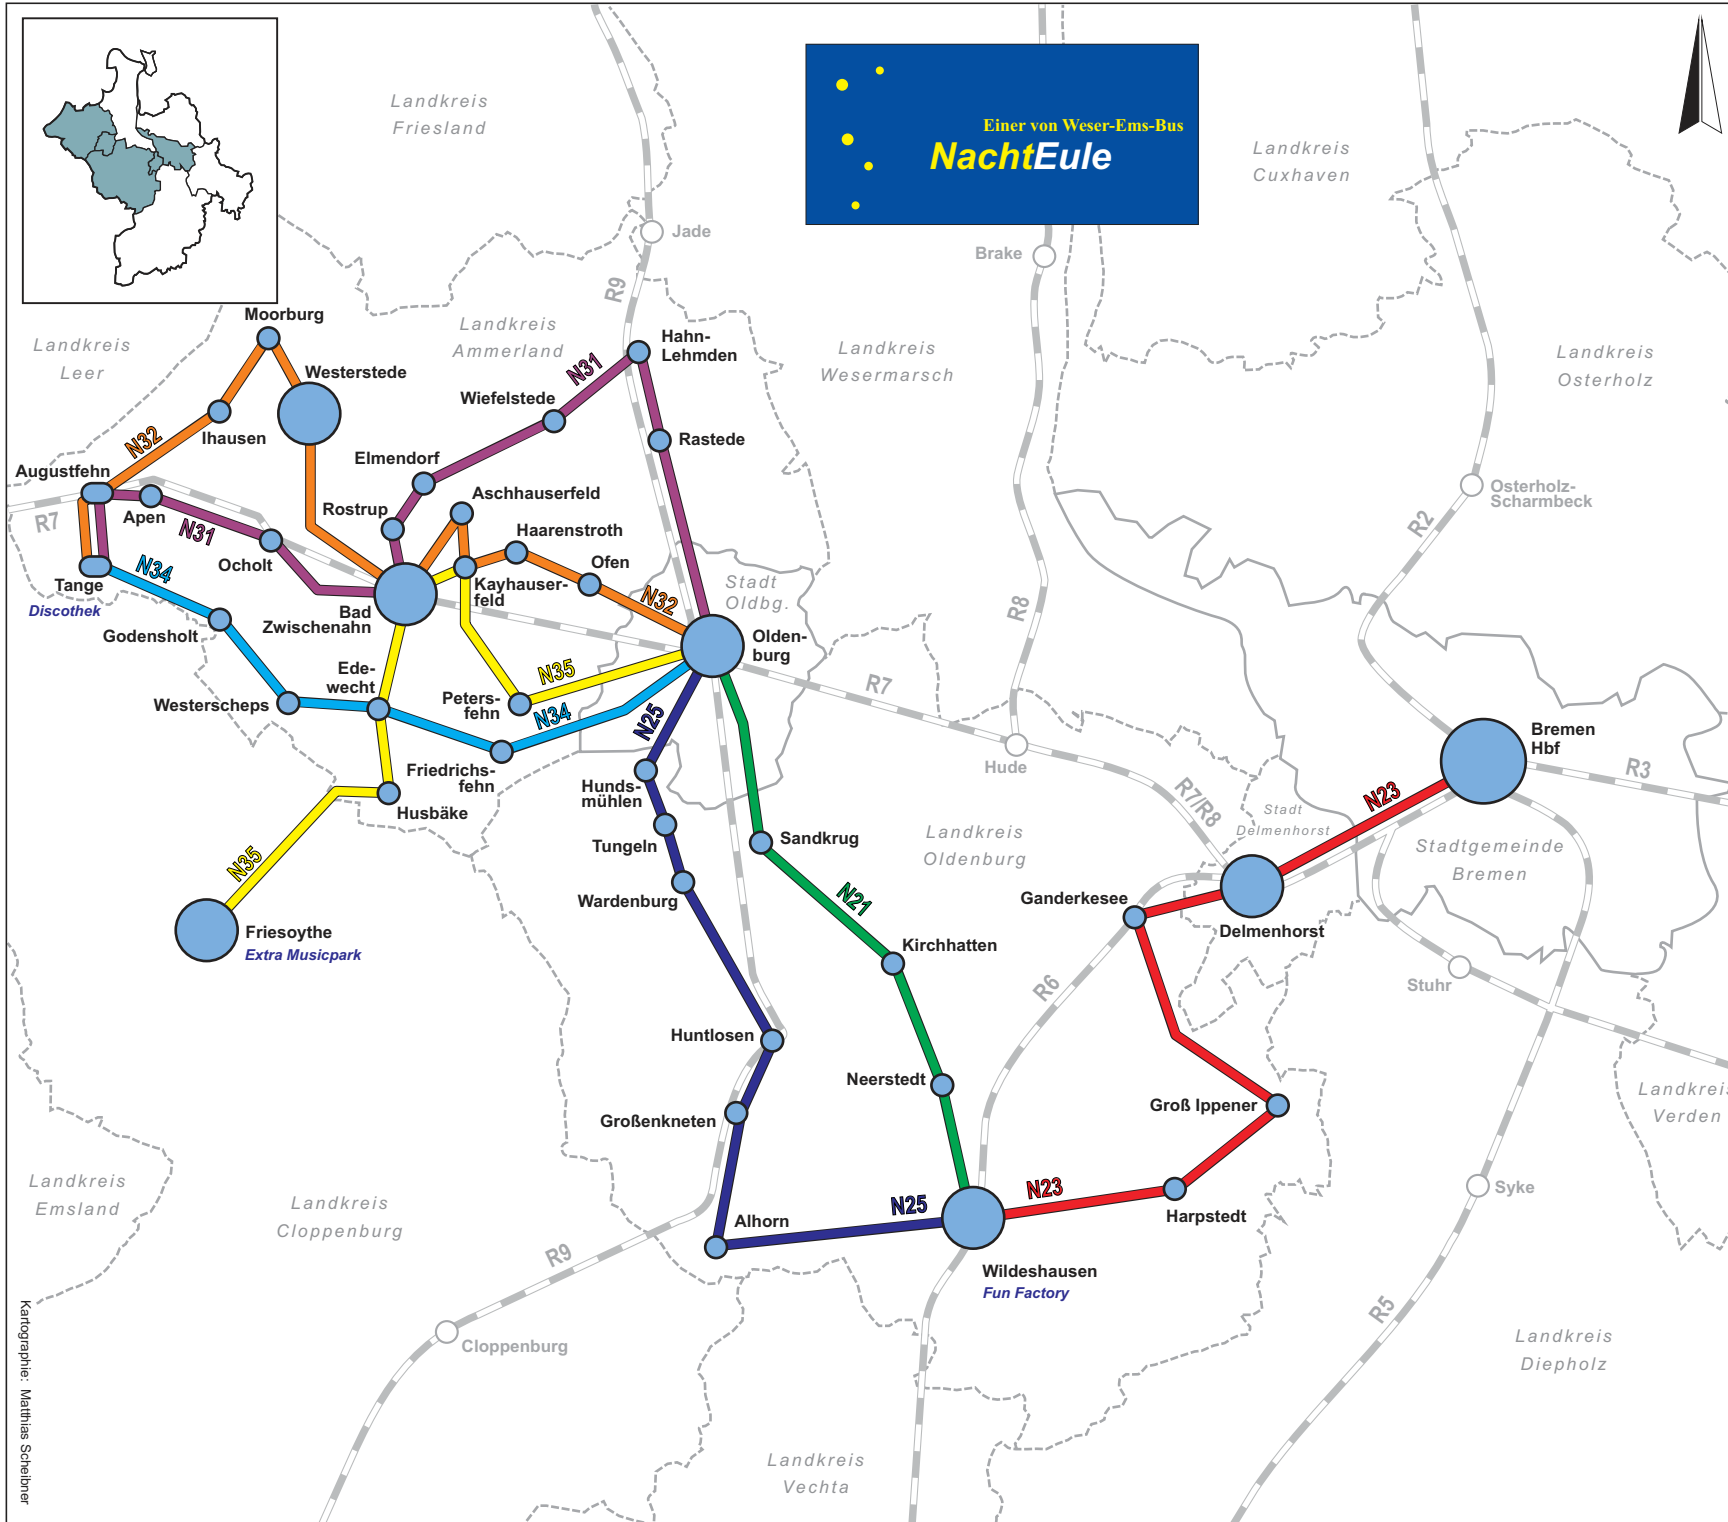 Landkreis
Friesland
Einer von Weser-Ems-Bus
NachtEule
Landkreis
Cuxhaven
Jade
Brake
R9
Moorburg
Landkreis
Leer
Landkreis
Ammerland
Hahn-
Lehmden
Landkreis
Wesermarsch
Landkreis
Osterholz
Westerstede
N31
Wiefelstede
Ihausen
N32
Rastede
Elmendorf
Augustfehn
Aschhauserfeld
Osterholz-
Scharmbeck
R7
Apen
N31
Rostrup
Haarenstroth
R2
Ocholt
Ofen
N34
Tange
Discothek
Kayhauser-
feld
Stadt
Oldbg.
N32
R8
Bad
Zwischenahn
Godensholt
Olden-
burg
Ede-
wecht
N35
R7
Westerscheps
Peters-
fehn
N34
N25
Bremen
Hbf
Hude
R3
Friedrichs-
fehn
Hunds-
mühlen
R7/R8
N23
Husbäke
Stadt
Delmenhorst
Tungeln
Sandkrug
Landkreis
Oldenburg
Stadtgemeinde
Bremen
N35
Wardenburg
N21
Ganderkesee
Friesoythe
Extra Musicpark
Delmenhorst
Kirchhatten
R6
Stuhr
Huntlosen
Neerstedt
Groß Ippener
Landkreis
Verden
Großenkneten
Landkreis
Emsland
Landkreis
Cloppenburg
N25
N23
Syke
Alhorn
Harpstedt
R9
Wildeshausen
Fun Factory
R5
Cloppenburg
Landkreis
Diepholz
Kartographie: Matthias Scheibner
Landkreis
Vechta